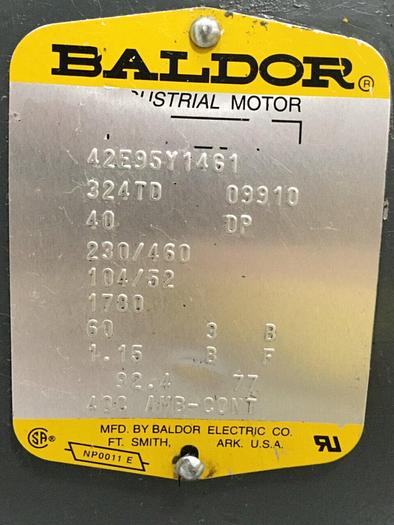 BALDOR ®
DUSTRIAL MOTOR
42E95Y1461
324TD 09910
40 DP
230/460
104/52
1780
60 3 B
1.15 B F
92.4 77
40C AMB-CONT
MFD. BY BALDOR ELECTRIC CO.
FT. SMITH, ARK. U.S.A.
NP0011 E